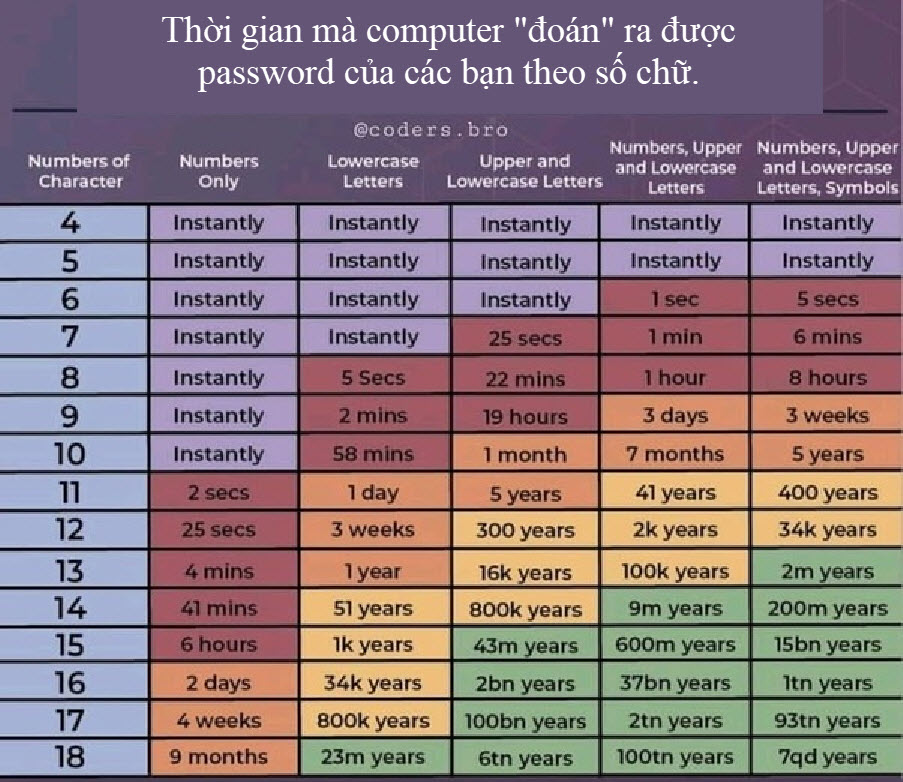 Thời gian mà computer "đoán" ra được
password của các bạn theo số chữ.
@coders.bro
Numbers of Character | Numbers Only | Lowercase Letters | Upper and Lowercase Letters | Numbers, Upper and Lowercase Letters | Numbers, Upper and Lowercase Letters, Symbols
4 Instantly Instantly Instantly Instantly Instantly
5 Instantly Instantly Instantly Instantly Instantly
6 Instantly Instantly Instantly 1 sec 5 secs
7 Instantly Instantly 25 secs 1 min 6 mins
8 Instantly 5 Secs 22 mins 1 hour 8 hours
9 Instantly 2 mins 19 hours 3 days 3 weeks
10 Instantly 58 mins 1 month 7 months 5 years
11 2 secs 1 day 5 years 41 years 400 years
12 25 secs 3 weeks 300 years 2k years 34k years
13 4 mins 1 year 16k years 100k years 2m years
14 41 mins 51 years 800k years 9m years 200m years
15 6 hours 1k years 43m years 600m years 15bn years
16 2 days 34k years 2bn years 37bn years 1tn years
17 4 weeks 800k years 100bn years 2tn years 93tn years
18 9 months 23m years 6tn years 100tn years 7qd years